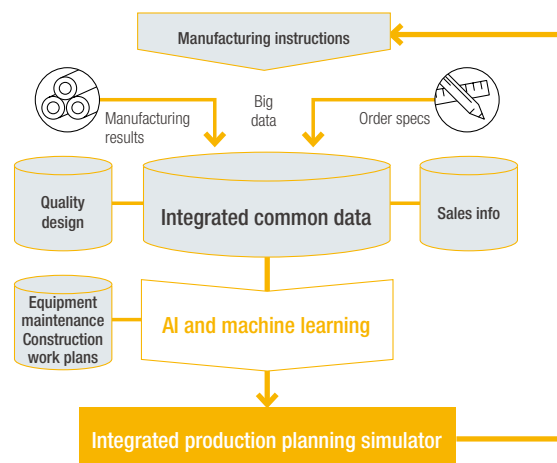 Manufacturing instructions
Manufacturing
results
Big
data
Order specs
Quality
design
Integrated common data
Sales info
Equipment
maintenance
Construction
work plans
AI and machine learning
Integrated production planning simulator